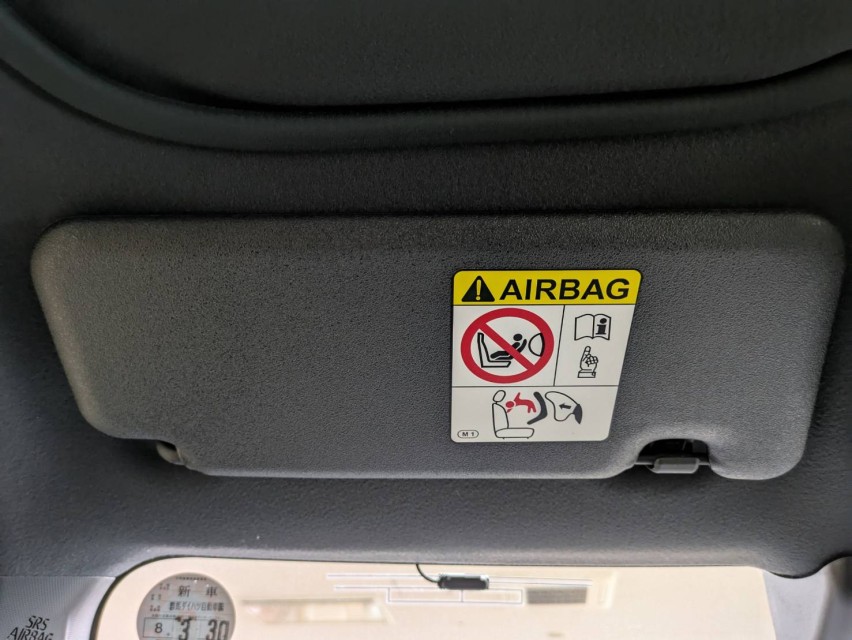 AIRBAG
i
M1
新 車
8. 3. 30
SRS
AIRBAG